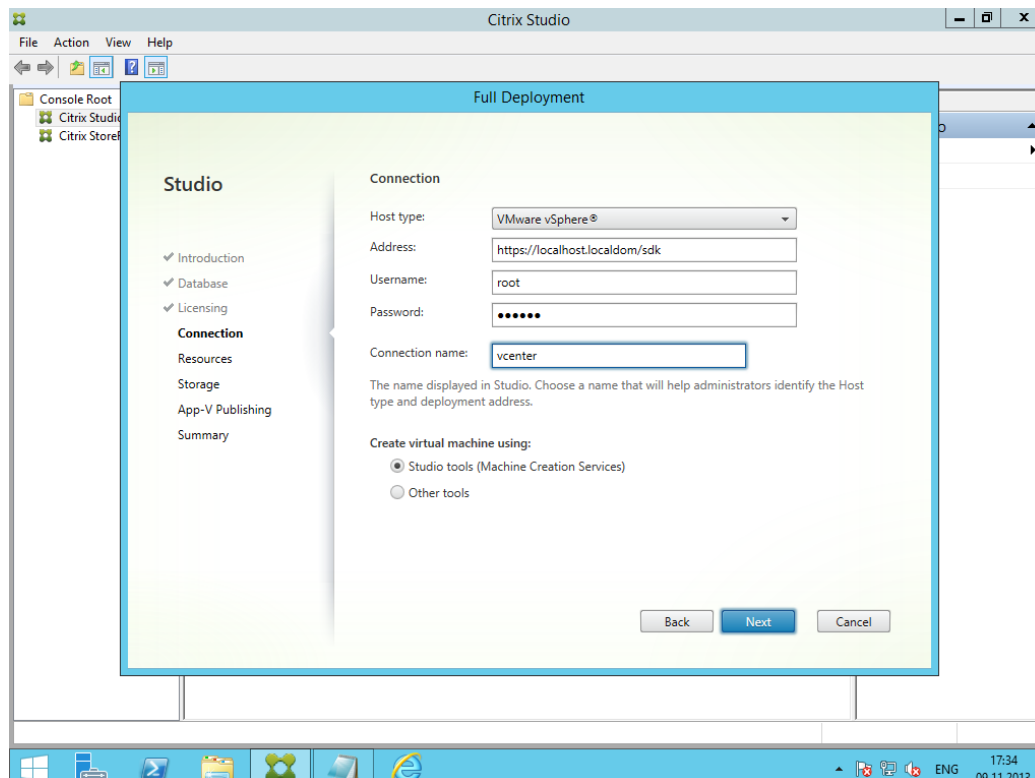 Citrix Studio
File Action View Help
Full Deployment
Console Root
Citrix Studio
Citrix StoreF
Studio
Introduction
Database
Licensing
Connection
Resources
Storage
App-V Publishing
Summary
Connection
Host type:
VMware vSphere®
Address:
https://localhost.localdom/sdk
Username:
root
Password:
••••••
Connection name:
vcenter
The name displayed in Studio. Choose a name that will help administrators identify the Host
type and deployment address.
Create virtual machine using:
Studio tools (Machine Creation Services)
Other tools
Back Next Cancel
ENG
17:34